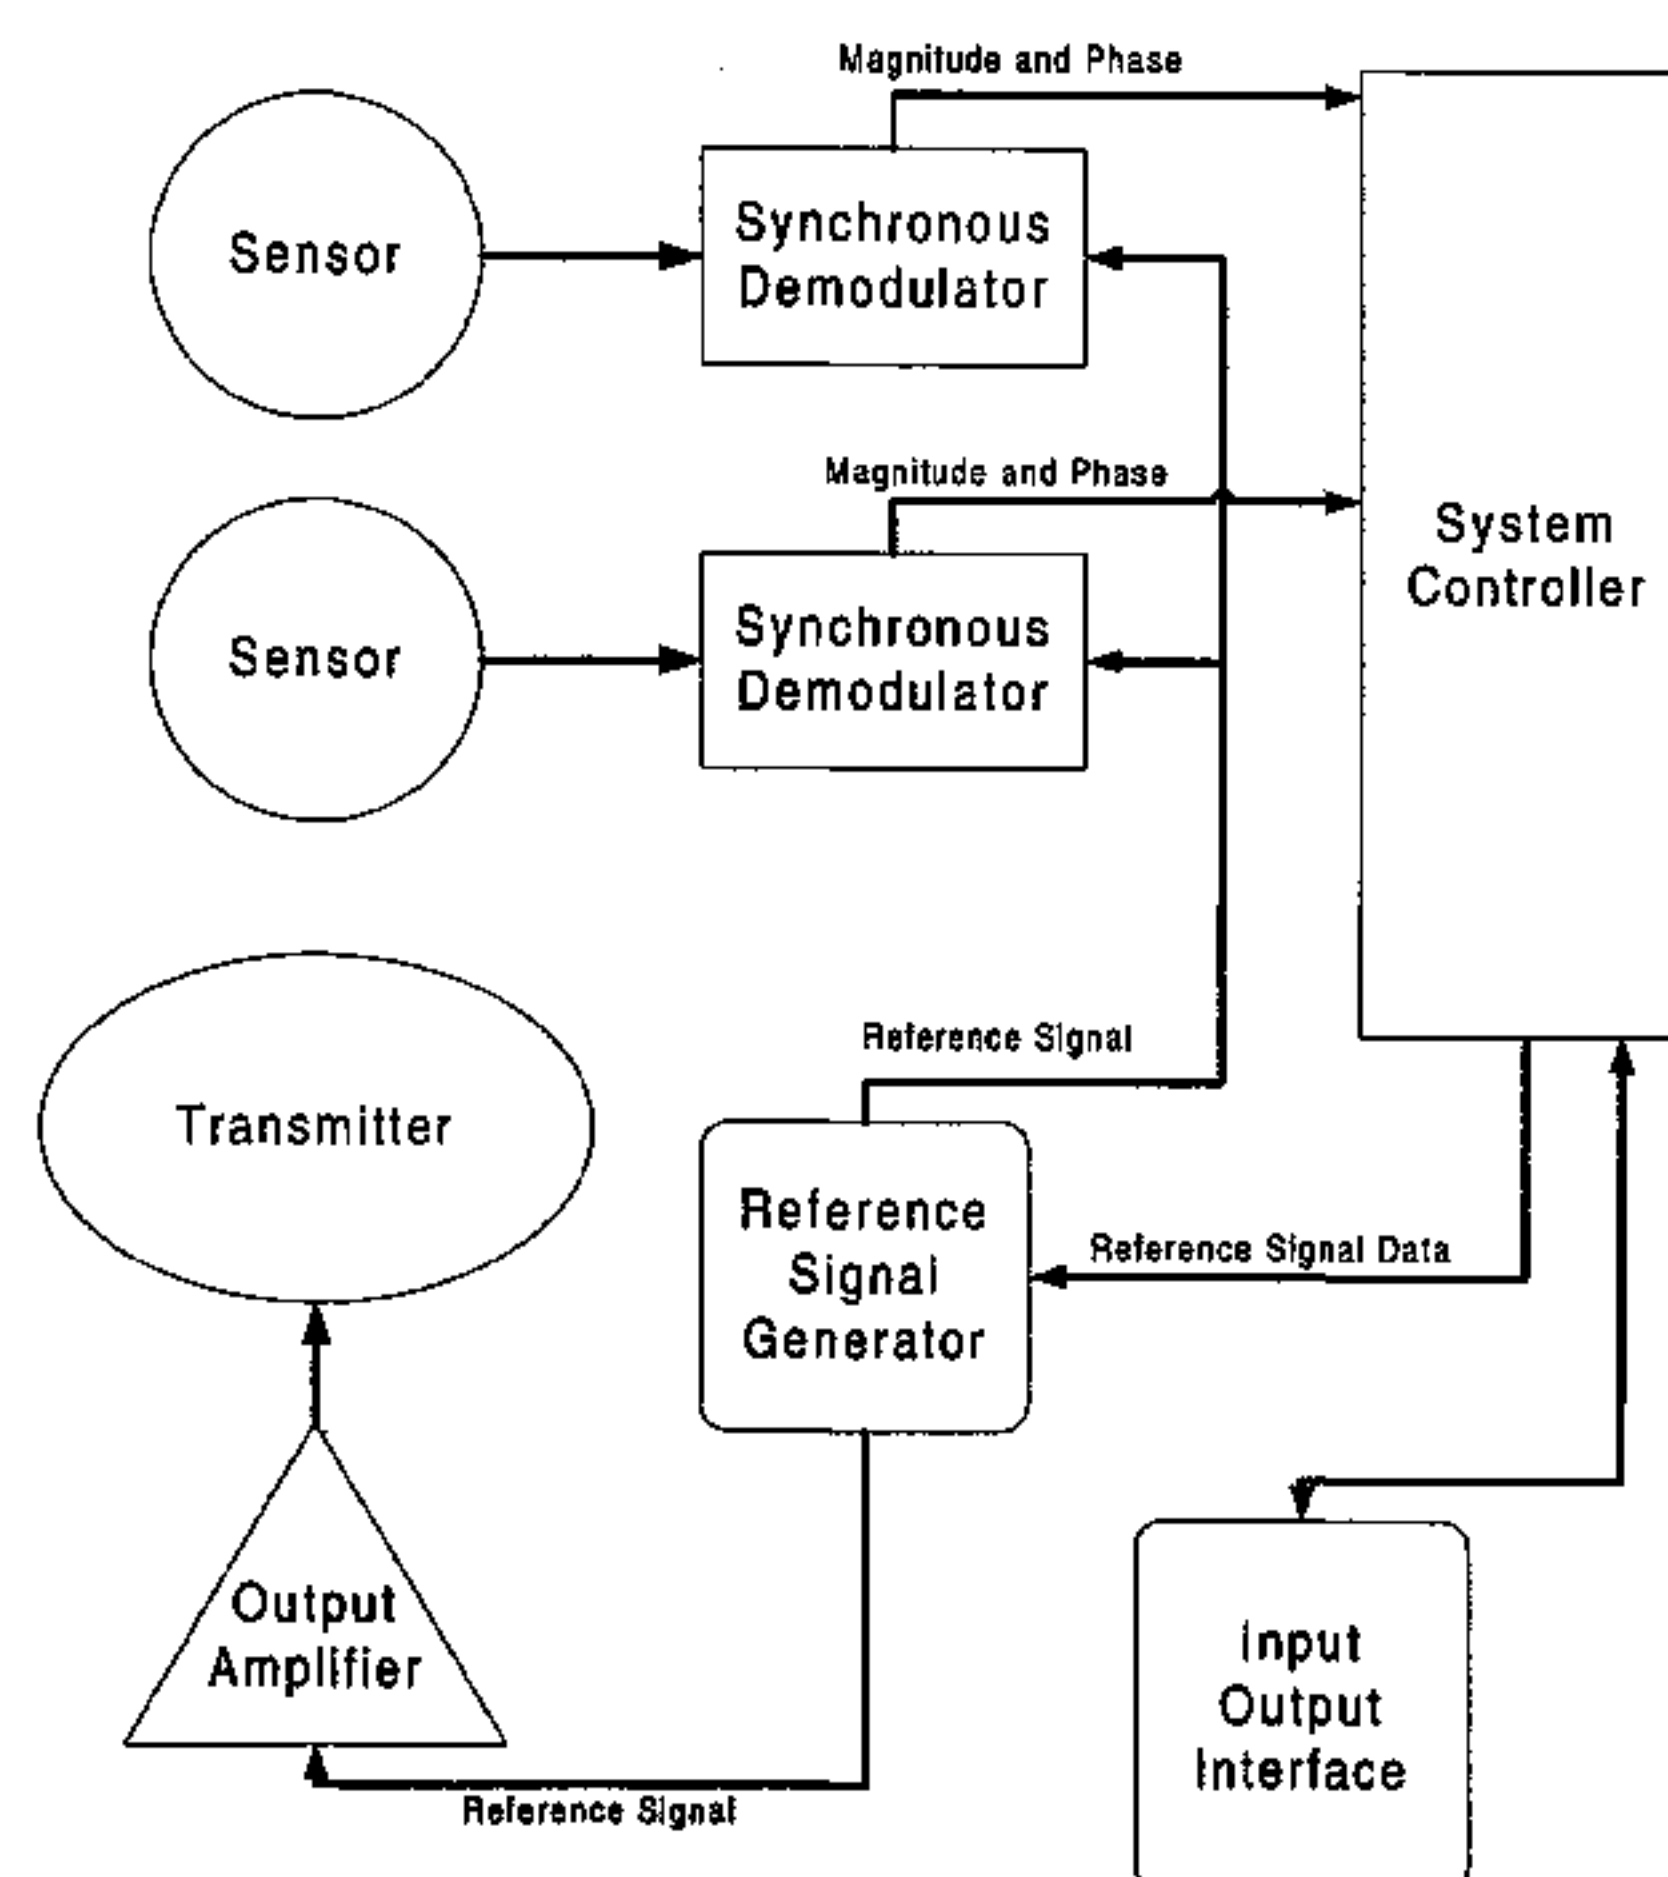 Magnitude and Phase
Sensor
Synchronous
Demodulator
Magnitude and Phase
System
Controller
Sensor
Synchronous
Demodulator
Reference Signal
Transmitter
Reference
Signal
Generator
Reference Signal Data
Output
Amplifier
Input
Output
Interface
Reference Signal